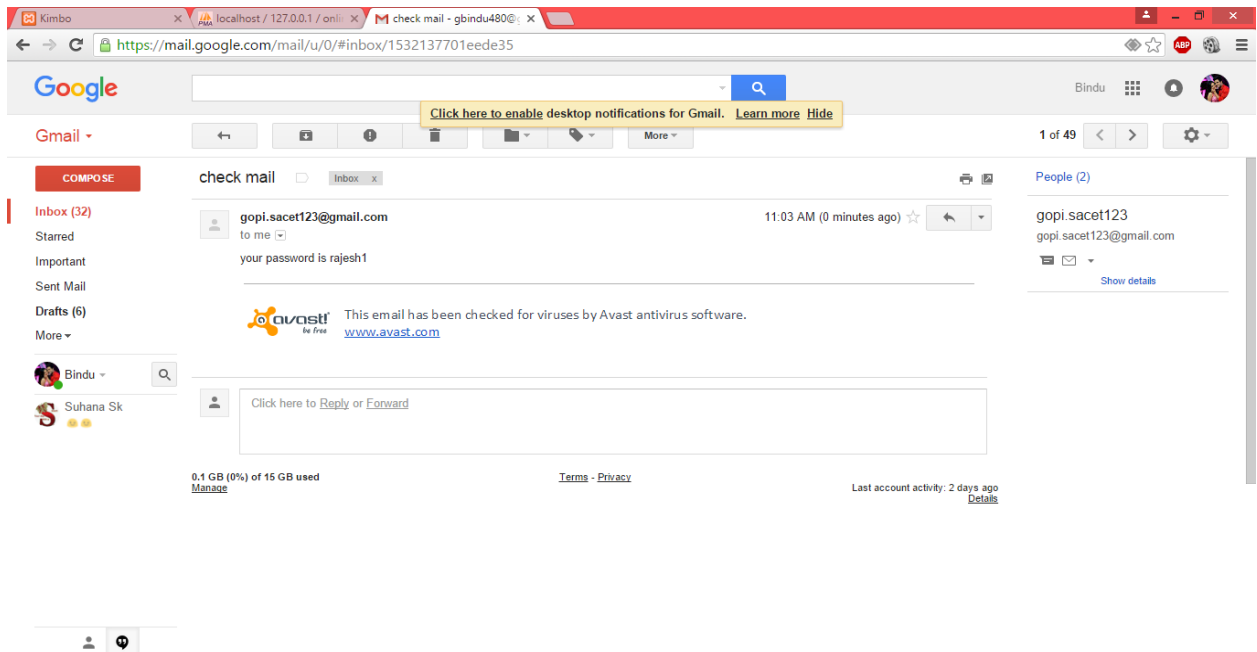 Kimbo
localhost / 127.0.0.1 / onli
check mail - gbindu480@g
https://mail.google.com/mail/u/0/#inbox/1532137701eede35
ABP
Google
Bindu
Click here to enable desktop notifications for Gmail. Learn more Hide
Gmail
More
1 of 49
COMPOSE
check mail
Inbox x
People (2)
Inbox (32)
Starred
Important
Sent Mail
Drafts (6)
More
gopi.sacet123@gmail.com
11:03 AM (0 minutes ago)
to me
your password is rajesh1
gopi.sacet123
gopi.sacet123@gmail.com
Show details
avast!
be free
This email has been checked for viruses by Avast antivirus software.
www.avast.com
Bindu
Suhana Sk
Click here to Reply or Forward
0.1 GB (0%) of 15 GB used
Manage
Terms - Privacy
Last account activity: 2 days ago
Details